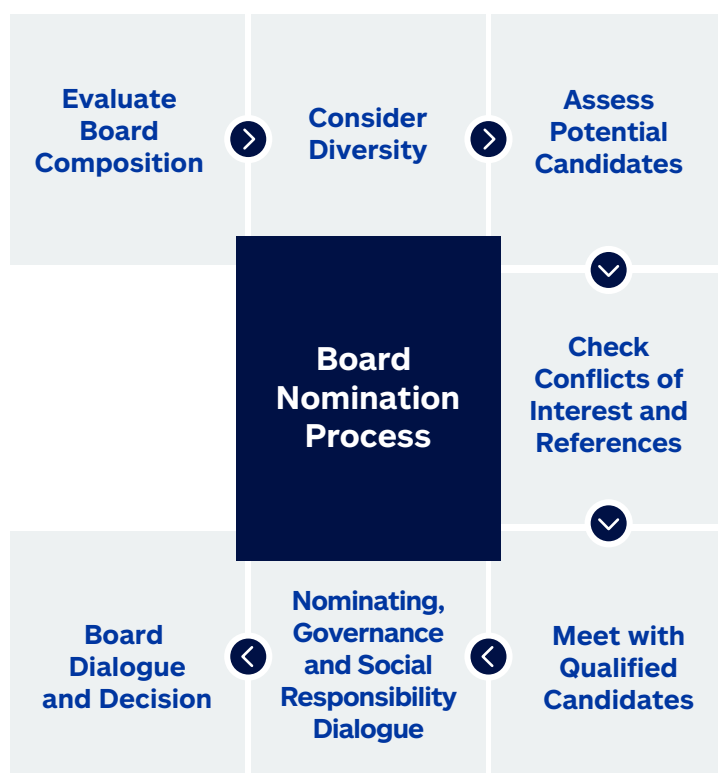 Evaluate
Board
Composition
Consider
Diversity
Assess
Potential
Candidates
Board
Nomination
Process
Check
Conflicts of
Interest and
References
Meet with
Qualified
Candidates
Nominating,
Governance
and Social
Responsibility
Dialogue
Board
Dialogue
and Decision